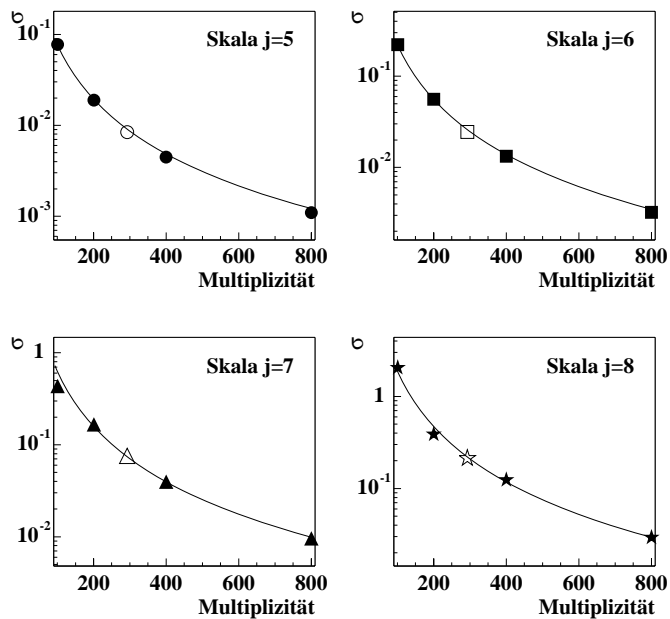 σ
10⁻¹
10⁻²
10⁻³
Skala j=5
200 400 600 800
Multiplizität
σ
10⁻¹
10⁻²
Skala j=6
200 400 600 800
Multiplizität
σ
1
10⁻¹
10⁻²
Skala j=7
200 400 600 800
Multiplizität
σ
1
10⁻¹
Skala j=8
200 400 600 800
Multiplizität